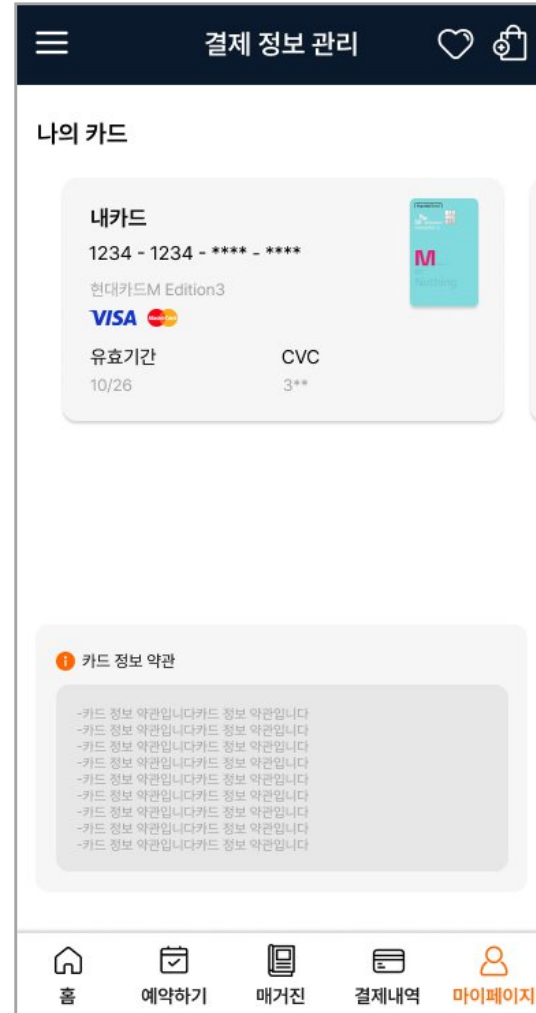 결제 정보 관리
나의 카드
내카드
1234 - 1234 - **** - ****
현대카드M Edition3
VISA MasterCard
M
Nothing
유효기간 CVC
10/26 3**
카드 정보 약관
-카드 정보 약관입니다카드 정보 약관입니다
-카드 정보 약관입니다카드 정보 약관입니다
-카드 정보 약관입니다카드 정보 약관입니다
-카드 정보 약관입니다카드 정보 약관입니다
-카드 정보 약관입니다카드 정보 약관입니다
-카드 정보 약관입니다카드 정보 약관입니다
-카드 정보 약관입니다카드 정보 약관입니다
-카드 정보 약관입니다카드 정보 약관입니다
-카드 정보 약관입니다카드 정보 약관입니다
홈 예약하기 매거진 결제내역 마이페이지